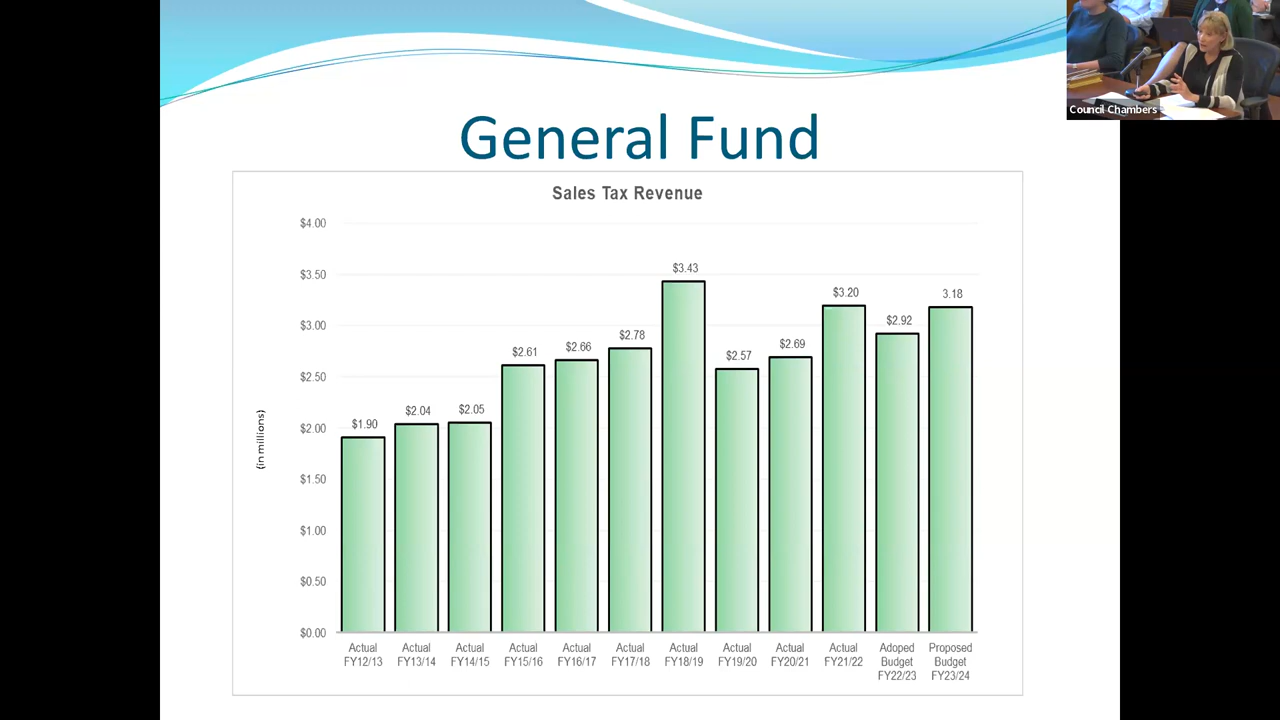 Council Chambers
General Fund
Sales Tax Revenue
$4.00
$3.50
$3.00
$2.50
$2.00
$1.50
$1.00
$0.50
$0.00
(in millions)
$1.90
$2.04
$2.05
$2.61
$2.66
$2.78
$3.43
$2.57
$2.69
$3.20
$2.92
3.18
Actual
FY12/13
Actual
FY13/14
Actual
FY14/15
Actual
FY15/16
Actual
FY16/17
Actual
FY17/18
Actual
FY18/19
Actual
FY19/20
Actual
FY20/21
Actual
FY21/22
Adoped
Budget
FY22/23
Proposed
Budget
FY23/24